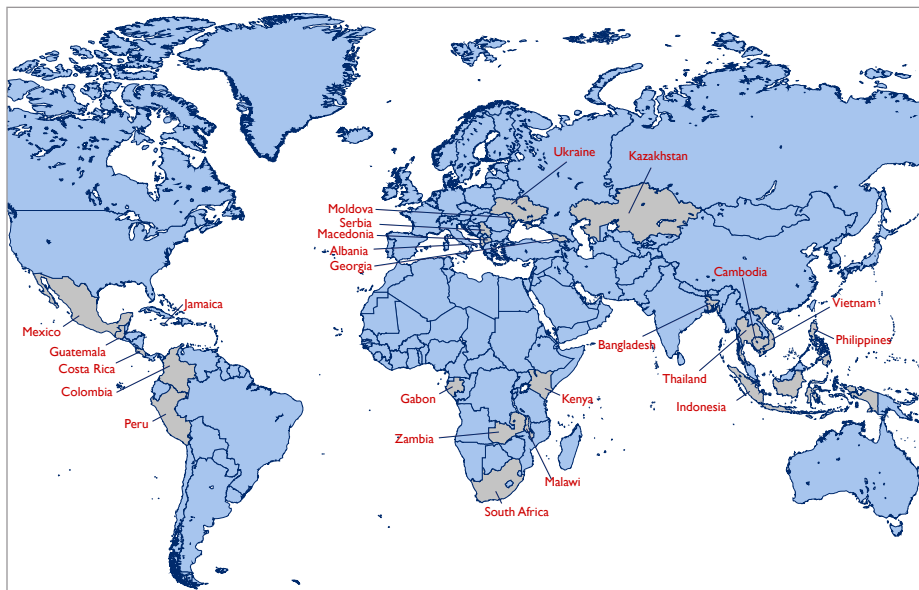 Ukraine
Kazakhstan
Moldova
Serbia
Macedonia
Albania
Georgia
Cambodia
Jamaica
Vietnam
Mexico
Philippines
Bangladesh
Guatemala
Costa Rica
Thailand
Colombia
Gabon
Kenya
Indonesia
Peru
Zambia
Malawi
South Africa